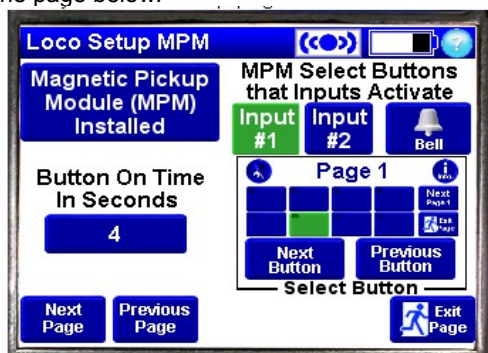 ne page below.
Loco Setup MPM
Magnetic Pickup
Module (MPM)
Installed
MPM Select Buttons
that Inputs Activate
Input
#1
Input
#2
Bell
Button On Time
In Seconds
4
Page 1
Info
Next
Page 1
Exit
Page
Next
Button
Previous
Button
Select Button
Next
Page
Previous
Page
Exit
Page